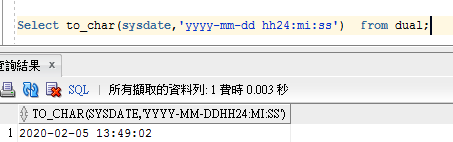 Select to_char(sysdate,'yyyy-mm-dd hh24:mi:ss')  from dual;
查詢結果 ×
SQL | 所有擷取的資料列: 1 費時 0.003 秒
TO_CHAR(SYSDATE,'YYYY-MM-DDHH24:MI:SS')
1 2020-02-05 13:49:02